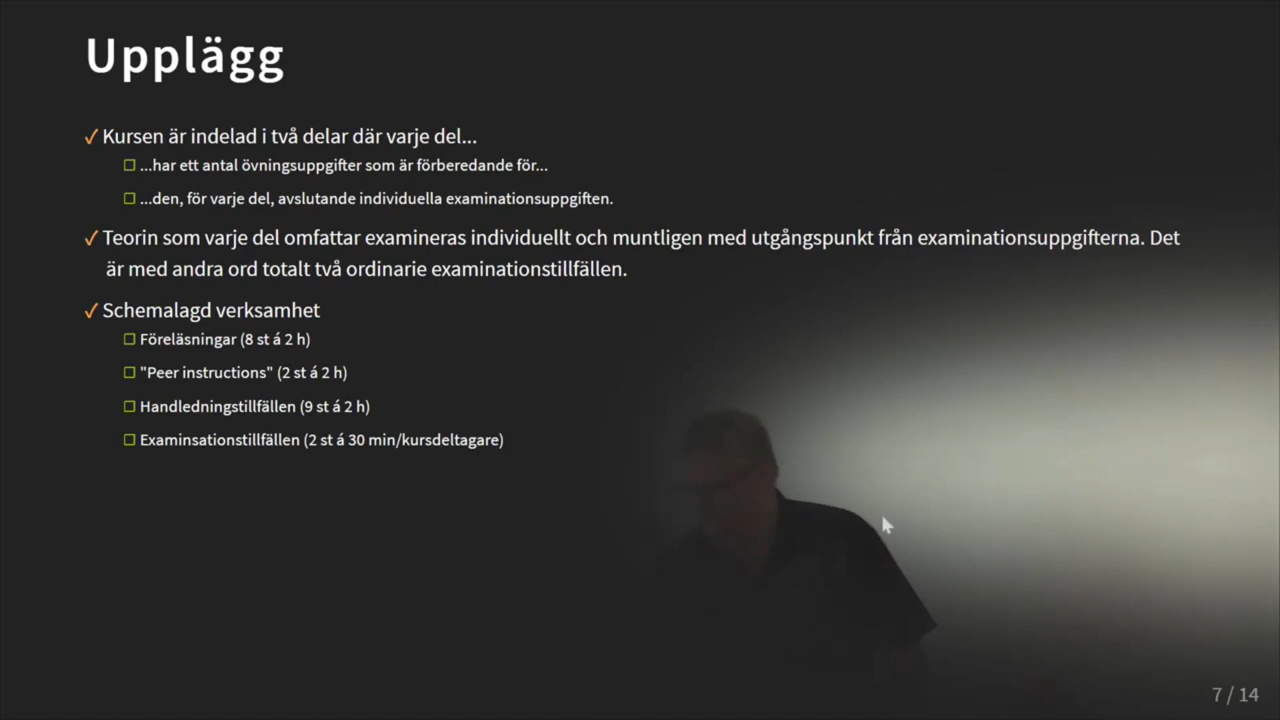 Upplägg
Kursen är indelad i två delar där varje del...
...har ett antal övningsuppgifter som är förberedande för...
...den, för varje del, avslutande individuella examinationsuppgiften.
Teorin som varje del omfattar examineras individuellt och muntligen med utgångspunkt från examinationsuppgifterna. Det
är med andra ord totalt två ordinarie examinationstillfällen.
Schemalagd verksamhet
Föreläsningar (8 st á 2 h)
"Peer instructions" (2 st á 2 h)
Handledningstillfällen (9 st á 2 h)
Examinsationstillfällen (2 st á 30 min/kursdeltagare)
7 / 14